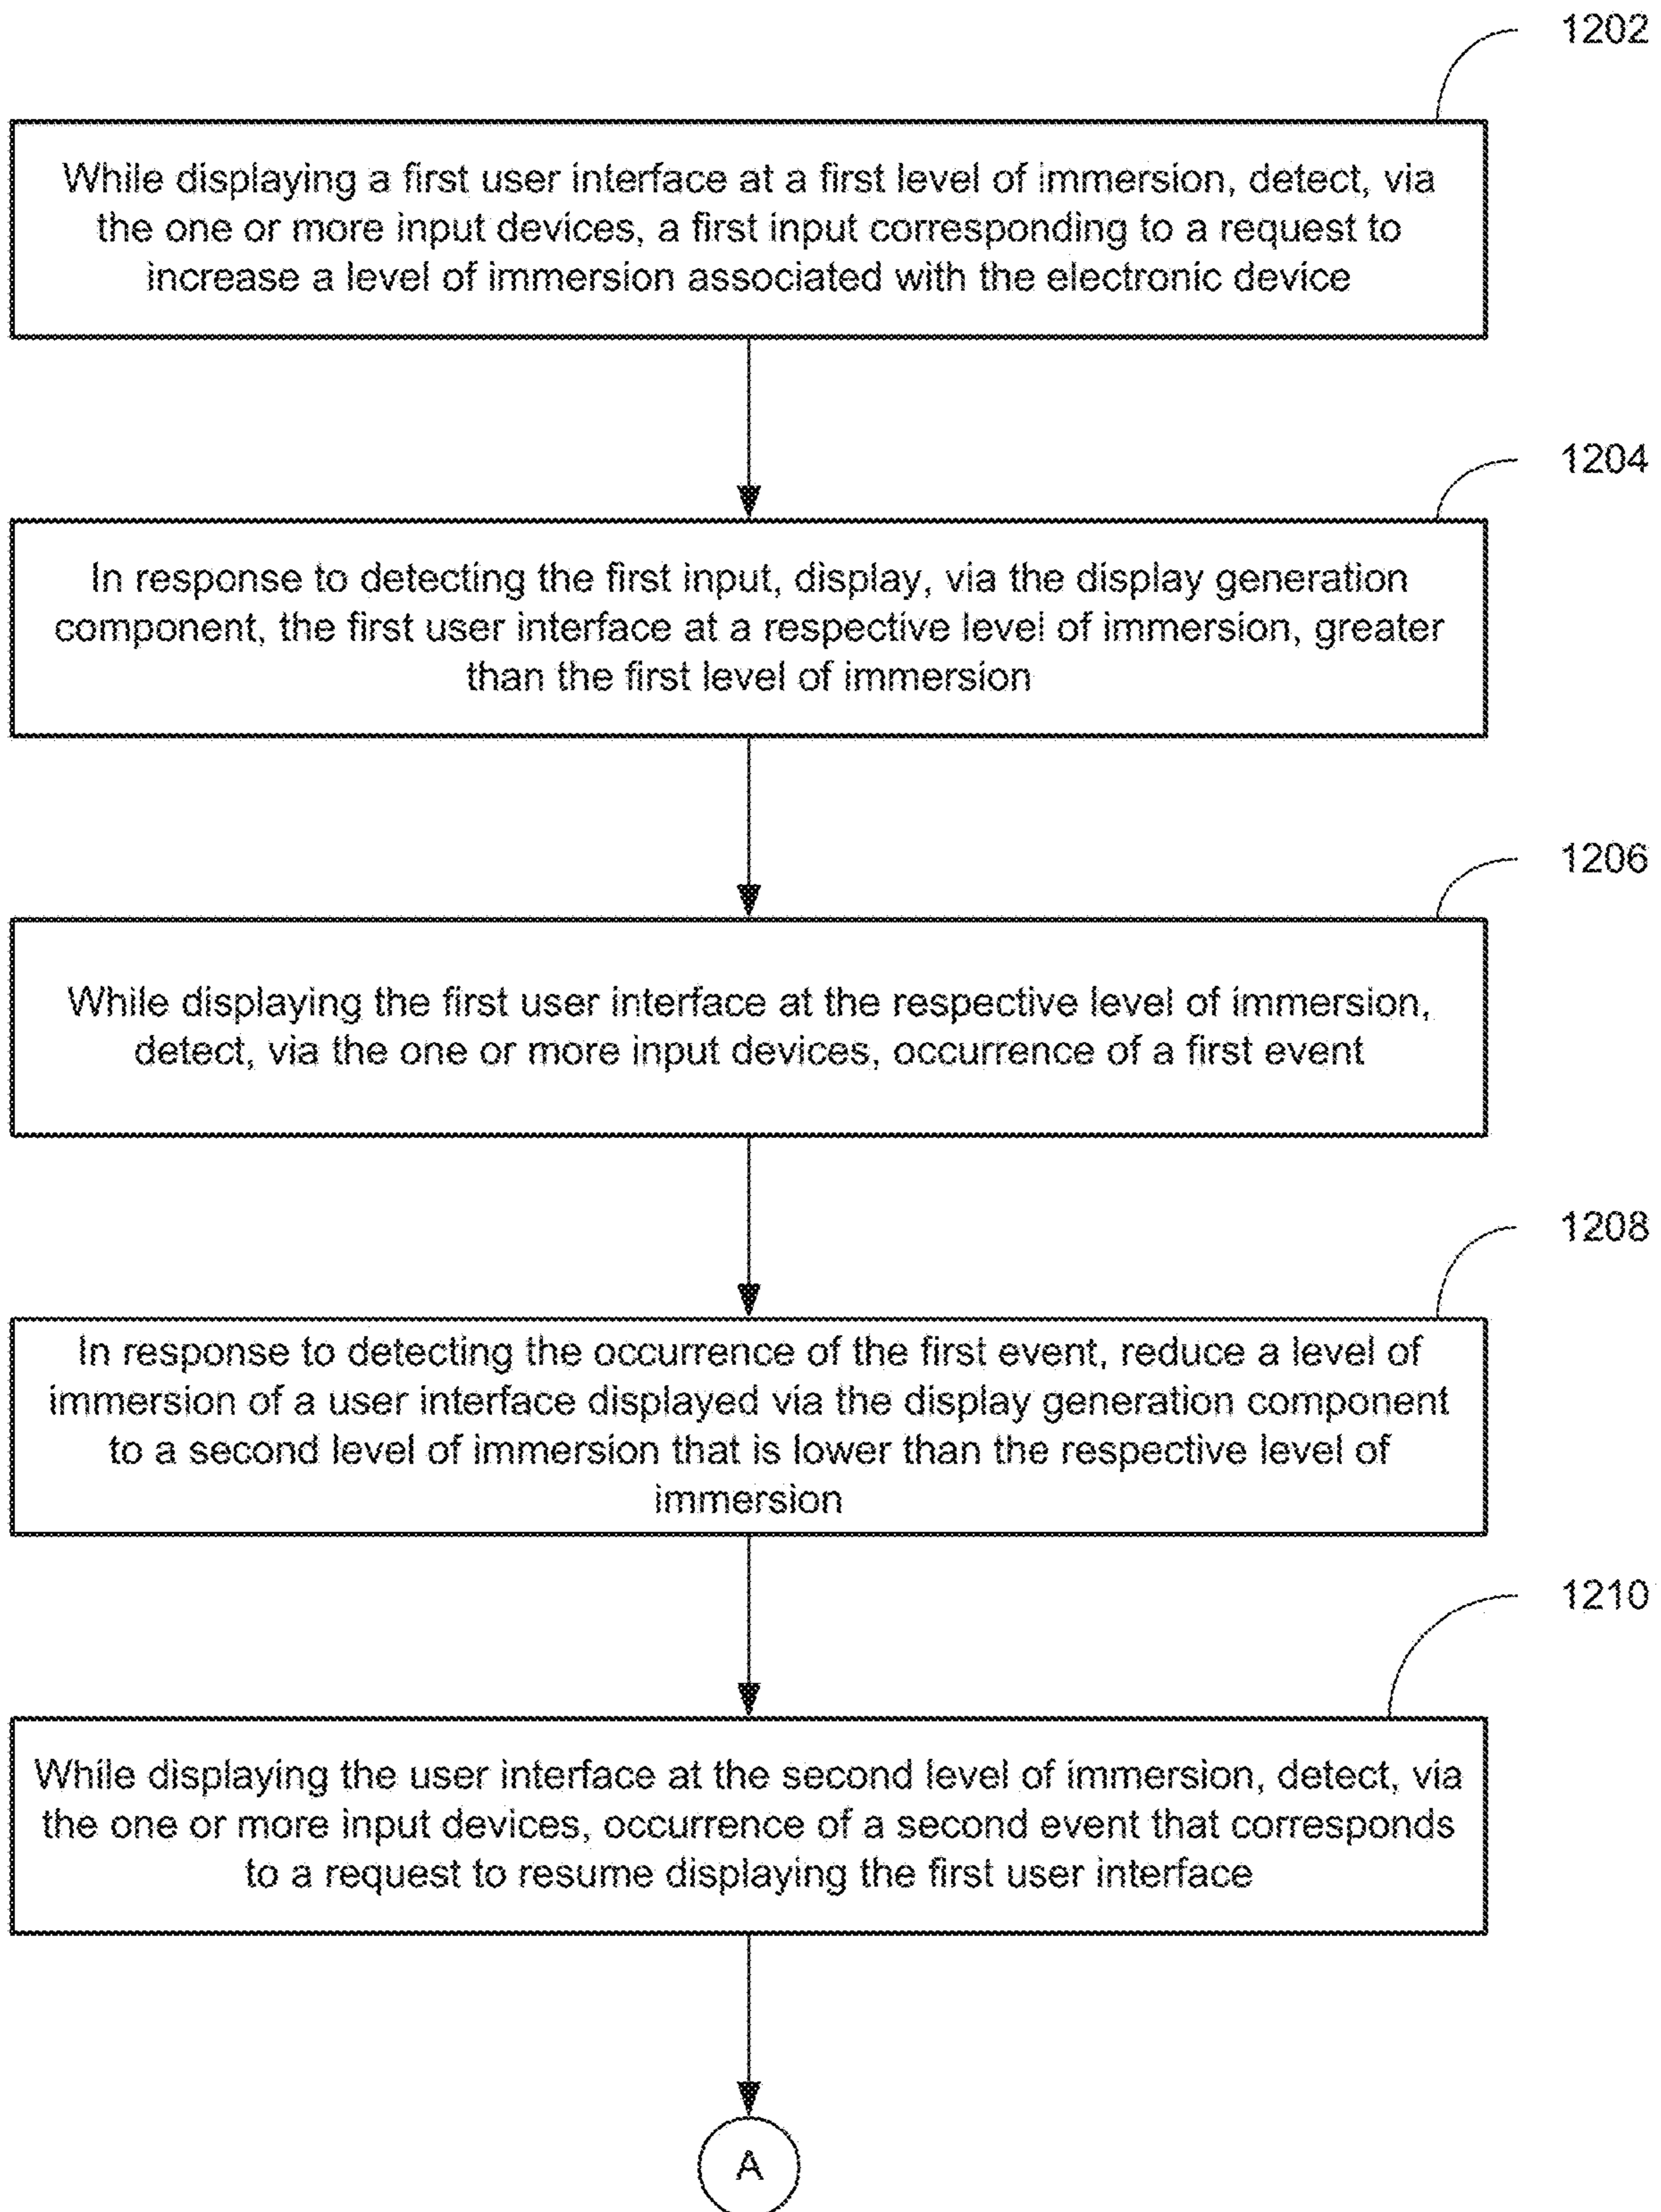 1202
While displaying a first user interface at a first level of immersion, detect, via
the one or more input devices, a first input corresponding to a request to
increase a level of immersion associated with the electronic device
1204
In response to detecting the first input, display, via the display generation
component, the first user interface at a respective level of immersion, greater
than the first level of immersion
1206
While displaying the first user interface at the respective level of immersion,
detect, via the one or more input devices, occurrence of a first event
1208
In response to detecting the occurrence of the first event, reduce a level of
immersion of a user interface displayed via the display generation component
to a second level of immersion that is lower than the respective level of
immersion
1210
While displaying the user interface at the second level of immersion, detect, via
the one or more input devices, occurrence of a second event that corresponds
to a request to resume displaying the first user interface
A